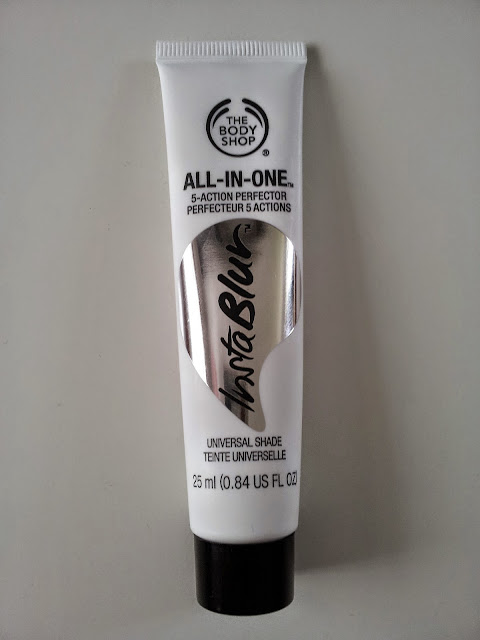 THE
BODY
SHOP®
ALL-IN-ONE™
5-ACTION PERFECTOR
PERFECTEUR 5 ACTIONS
InstaBlur™
UNIVERSAL SHADE
TEINTE UNIVERSELLE
25 ml (0.84 US FL OZ)